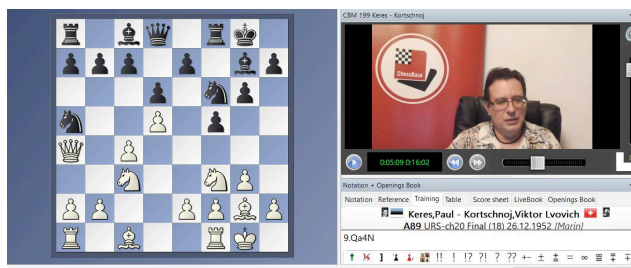 CBM 199 Keres - Kortschnoj
ChessBase
0:05:09 0:16:02
Notation + Openings Book
Notation Reference Training Table Score sheet LiveBook Openings Book
Keres,Paul - Kortschnoj,Viktor Lvovich
A89 URS-ch20 Final (18) 26.12.1952 [Marin]
9.Qa4N
! !! !? ?! ? ?? +- ± ± = ∞